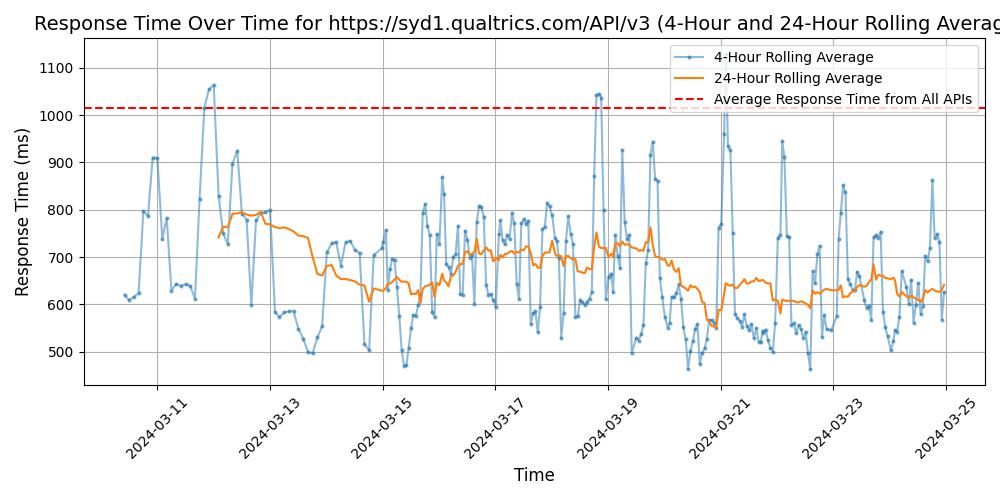 Response Time Over Time for https://syd1.qualtrics.com/API/v3 (4-Hour and 24-Hour Rolling Averag
4-Hour Rolling Average
24-Hour Rolling Average
Average Response Time from All APIs
Response Time (ms)
1100
1000
900
800
700
600
500
2024-03-11
2024-03-13
2024-03-15
2024-03-17
2024-03-19
2024-03-21
2024-03-23
2024-03-25
Time